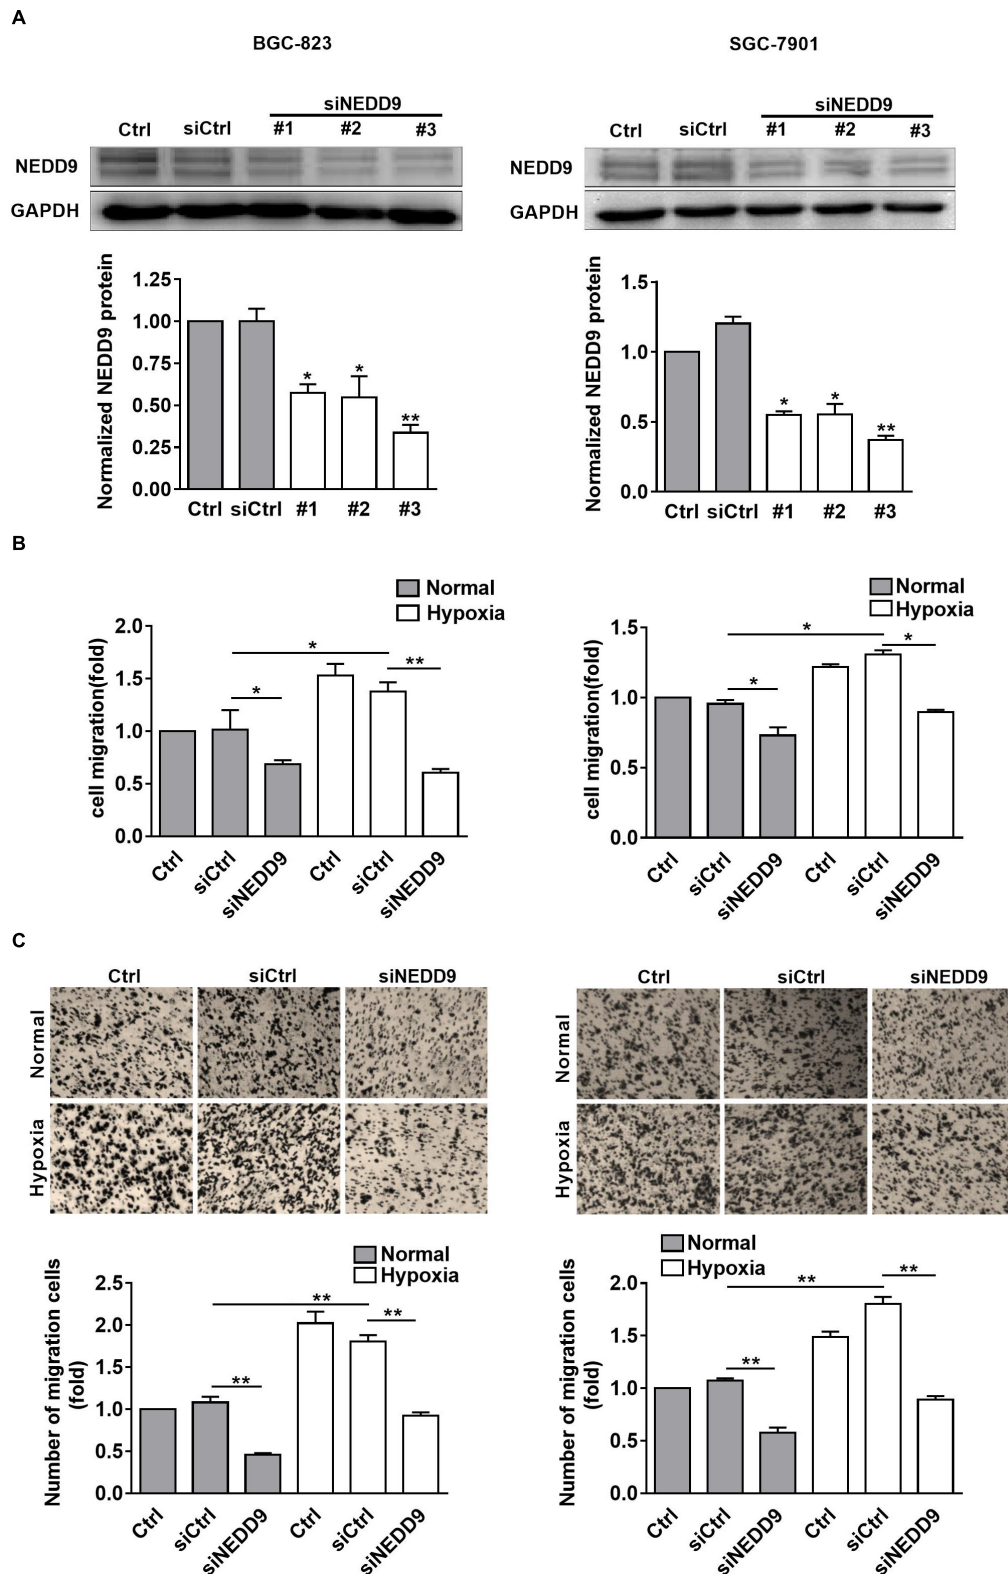 A
BGC-823
SGC-7901
siNEDD9
Ctrl siCtrl #1 #2 #3
NEDD9
GAPDH
siNEDD9
Ctrl siCtrl #1 #2 #3
NEDD9
GAPDH
Normalized NEDD9 protein
1.25
1.00
0.75
0.50
0.25
0.00
* * **
Ctrl siCtrl #1 #2 #3
Normalized NEDD9 protein
1.5
1.0
0.5
0.0
* * **
Ctrl siCtrl #1 #2 #3
B
Normal
Hypoxia
cell migration(fold)
2.0
1.5
1.0
0.5
0.0
* * **
Ctrl siCtrl siNEDD9 Ctrl siCtrl siNEDD9
Normal
Hypoxia
cell migration(fold)
1.5
1.0
0.5
0.0
* * *
Ctrl siCtrl siNEDD9 Ctrl siCtrl siNEDD9
C
Ctrl siCtrl siNEDD9
Normal
Hypoxia
Ctrl siCtrl siNEDD9
Normal
Hypoxia
Normal
Hypoxia
Number of migration cells
(fold)
2.5
2.0
1.5
1.0
0.5
0.0
** ** **
Ctrl siCtrl siNEDD9 Ctrl siCtrl siNEDD9
Normal
Hypoxia
Number of migration cells
(fold)
2.0
1.5
1.0
0.5
0.0
** ** **
Ctrl siCtrl siNEDD9 Ctrl siCtrl siNEDD9